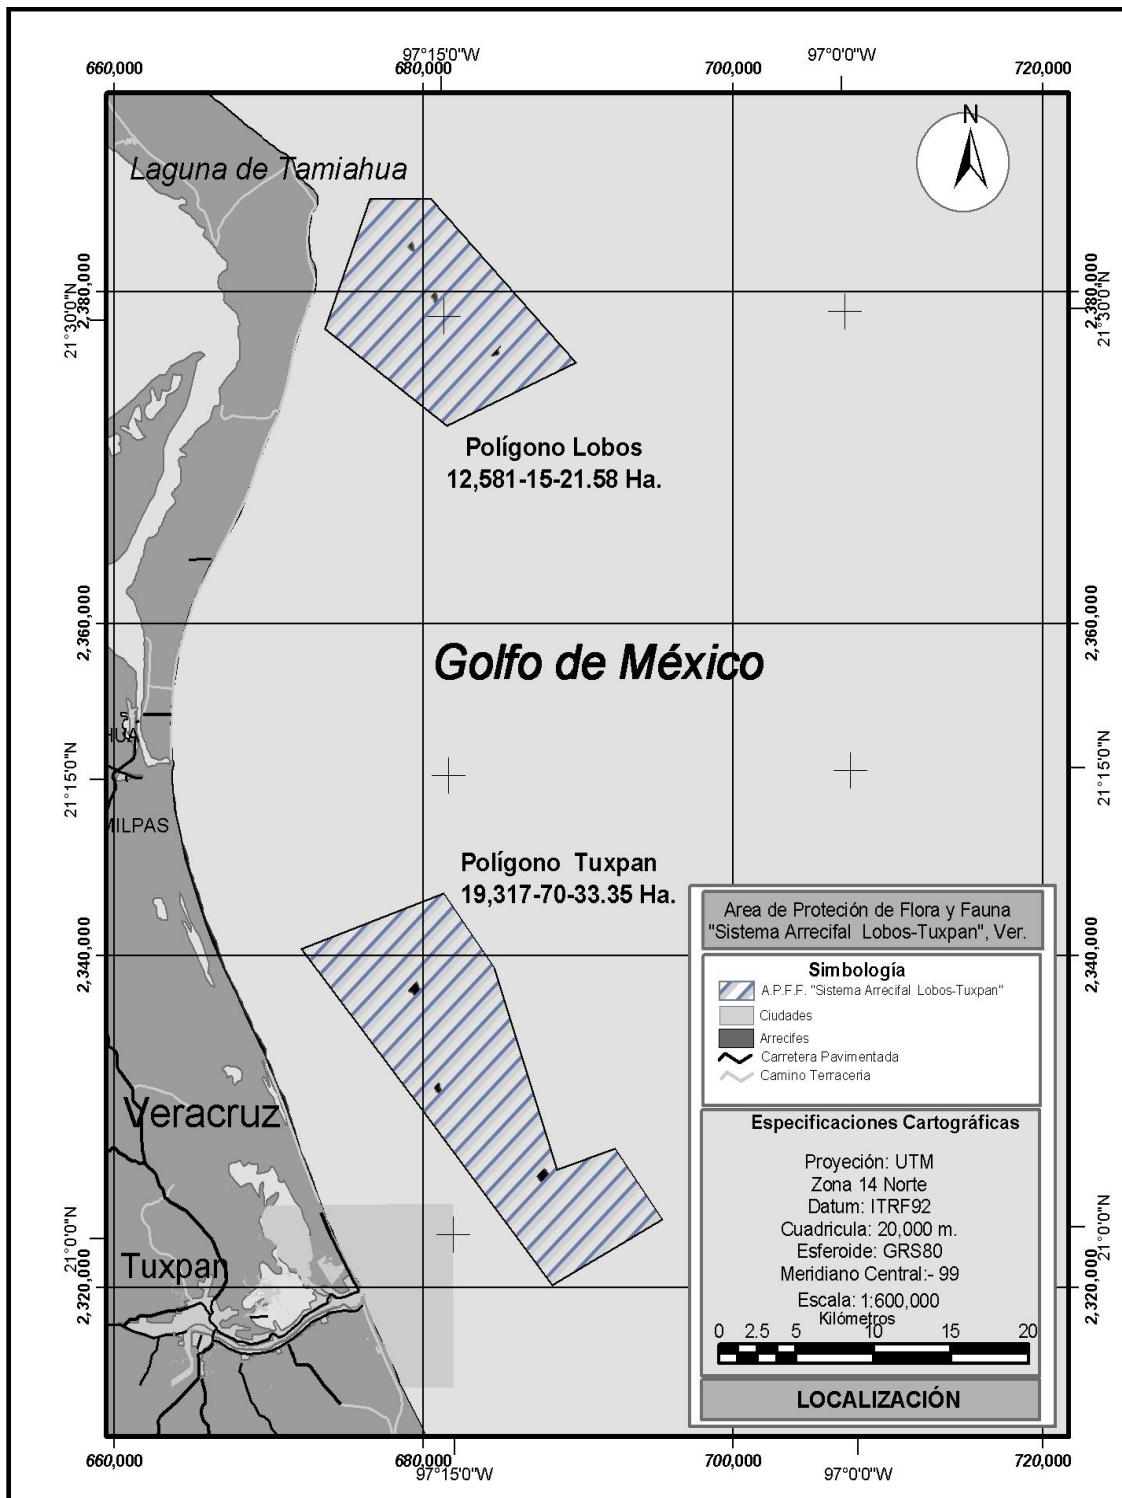 97°15'0"W
97°0'0"W
660,000
680,000
700,000
720,000
N
Laguna de Tamiahua
2,380,000
21°30'0"N
2,380,000
21°30'0"N
Polígono Lobos
12,581-15-21.58 Ha.
2,360,000
2,360,000
Golfo de México
HUA
21°15'0"N
21°15'0"N
MILPAS
Polígono Tuxpan
19,317-70-33.35 Ha.
2,340,000
2,340,000
Area de Proteción de Flora y Fauna
"Sistema Arrecifal Lobos-Tuxpan", Ver.
Simbología
A.P.F.F. "Sistema Arrecifal Lobos-Tuxpan"
Ciudades
Arrecifes
Carretera Pavimentada
Camino Terraceria
Veracruz
Especificaciones Cartográficas
Proyeción: UTM
Zona 14 Norte
Datum: ITRF92
Cuadricula: 20,000 m.
Esferoide: GRS80
Meridiano Central:- 99
Escala: 1:600,000
Kilómetros
0 2.5 5 10 15 20
LOCALIZACIÓN
21°0'0"N
21°0'0"N
Tuxpan
2,320,000
2,320,000
660,000
680,000
700,000
720,000
97°15'0"W
97°0'0"W